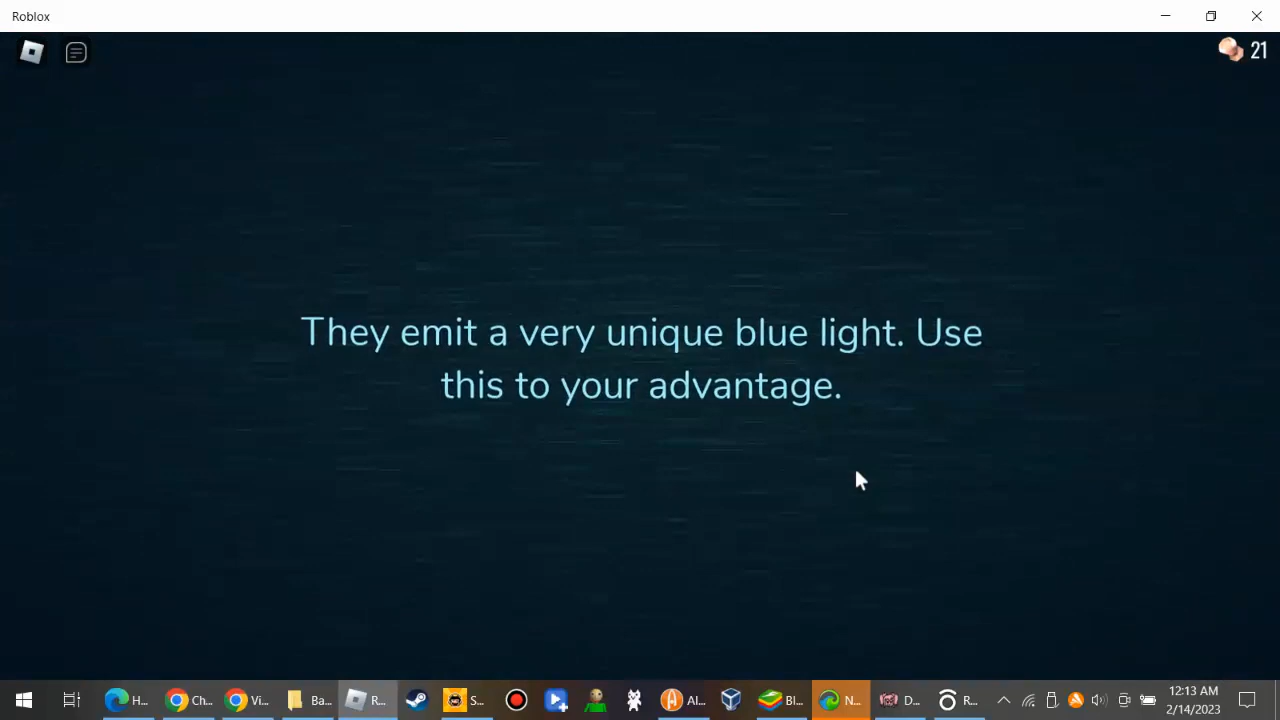 Roblox
21
They emit a very unique blue light. Use
this to your advantage.
H... Ch... Vi... Ba... R... S... Al... Bl... N... D... R...
12:13 AM
2/14/2023